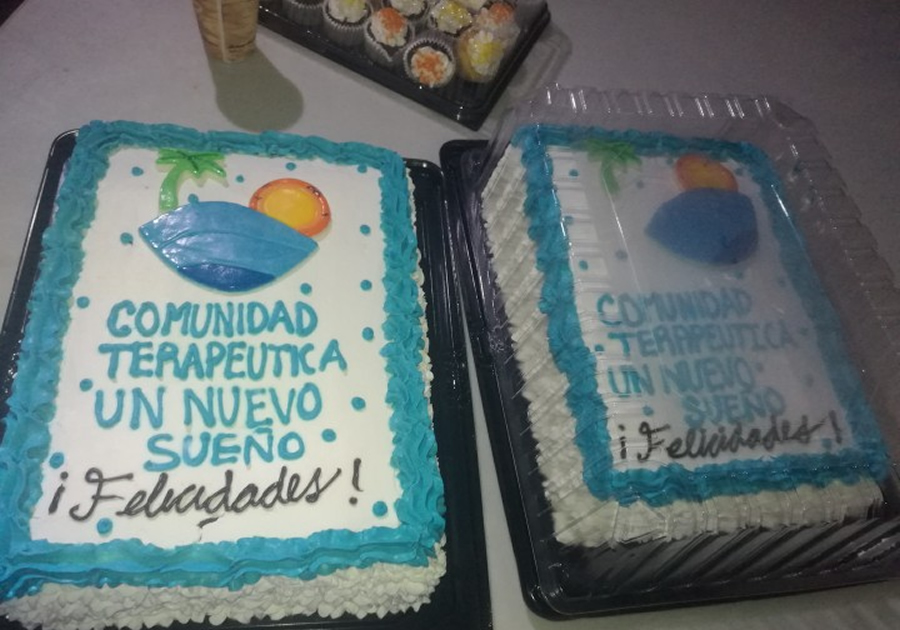 COMUNIDAD
TERAPEUTICA
UN NUEVO
SUEÑO
¡Felicidades!
COMUNIDAD
TERAPEUTICA
UN NUEVO
SUEÑO
¡Felicidades!